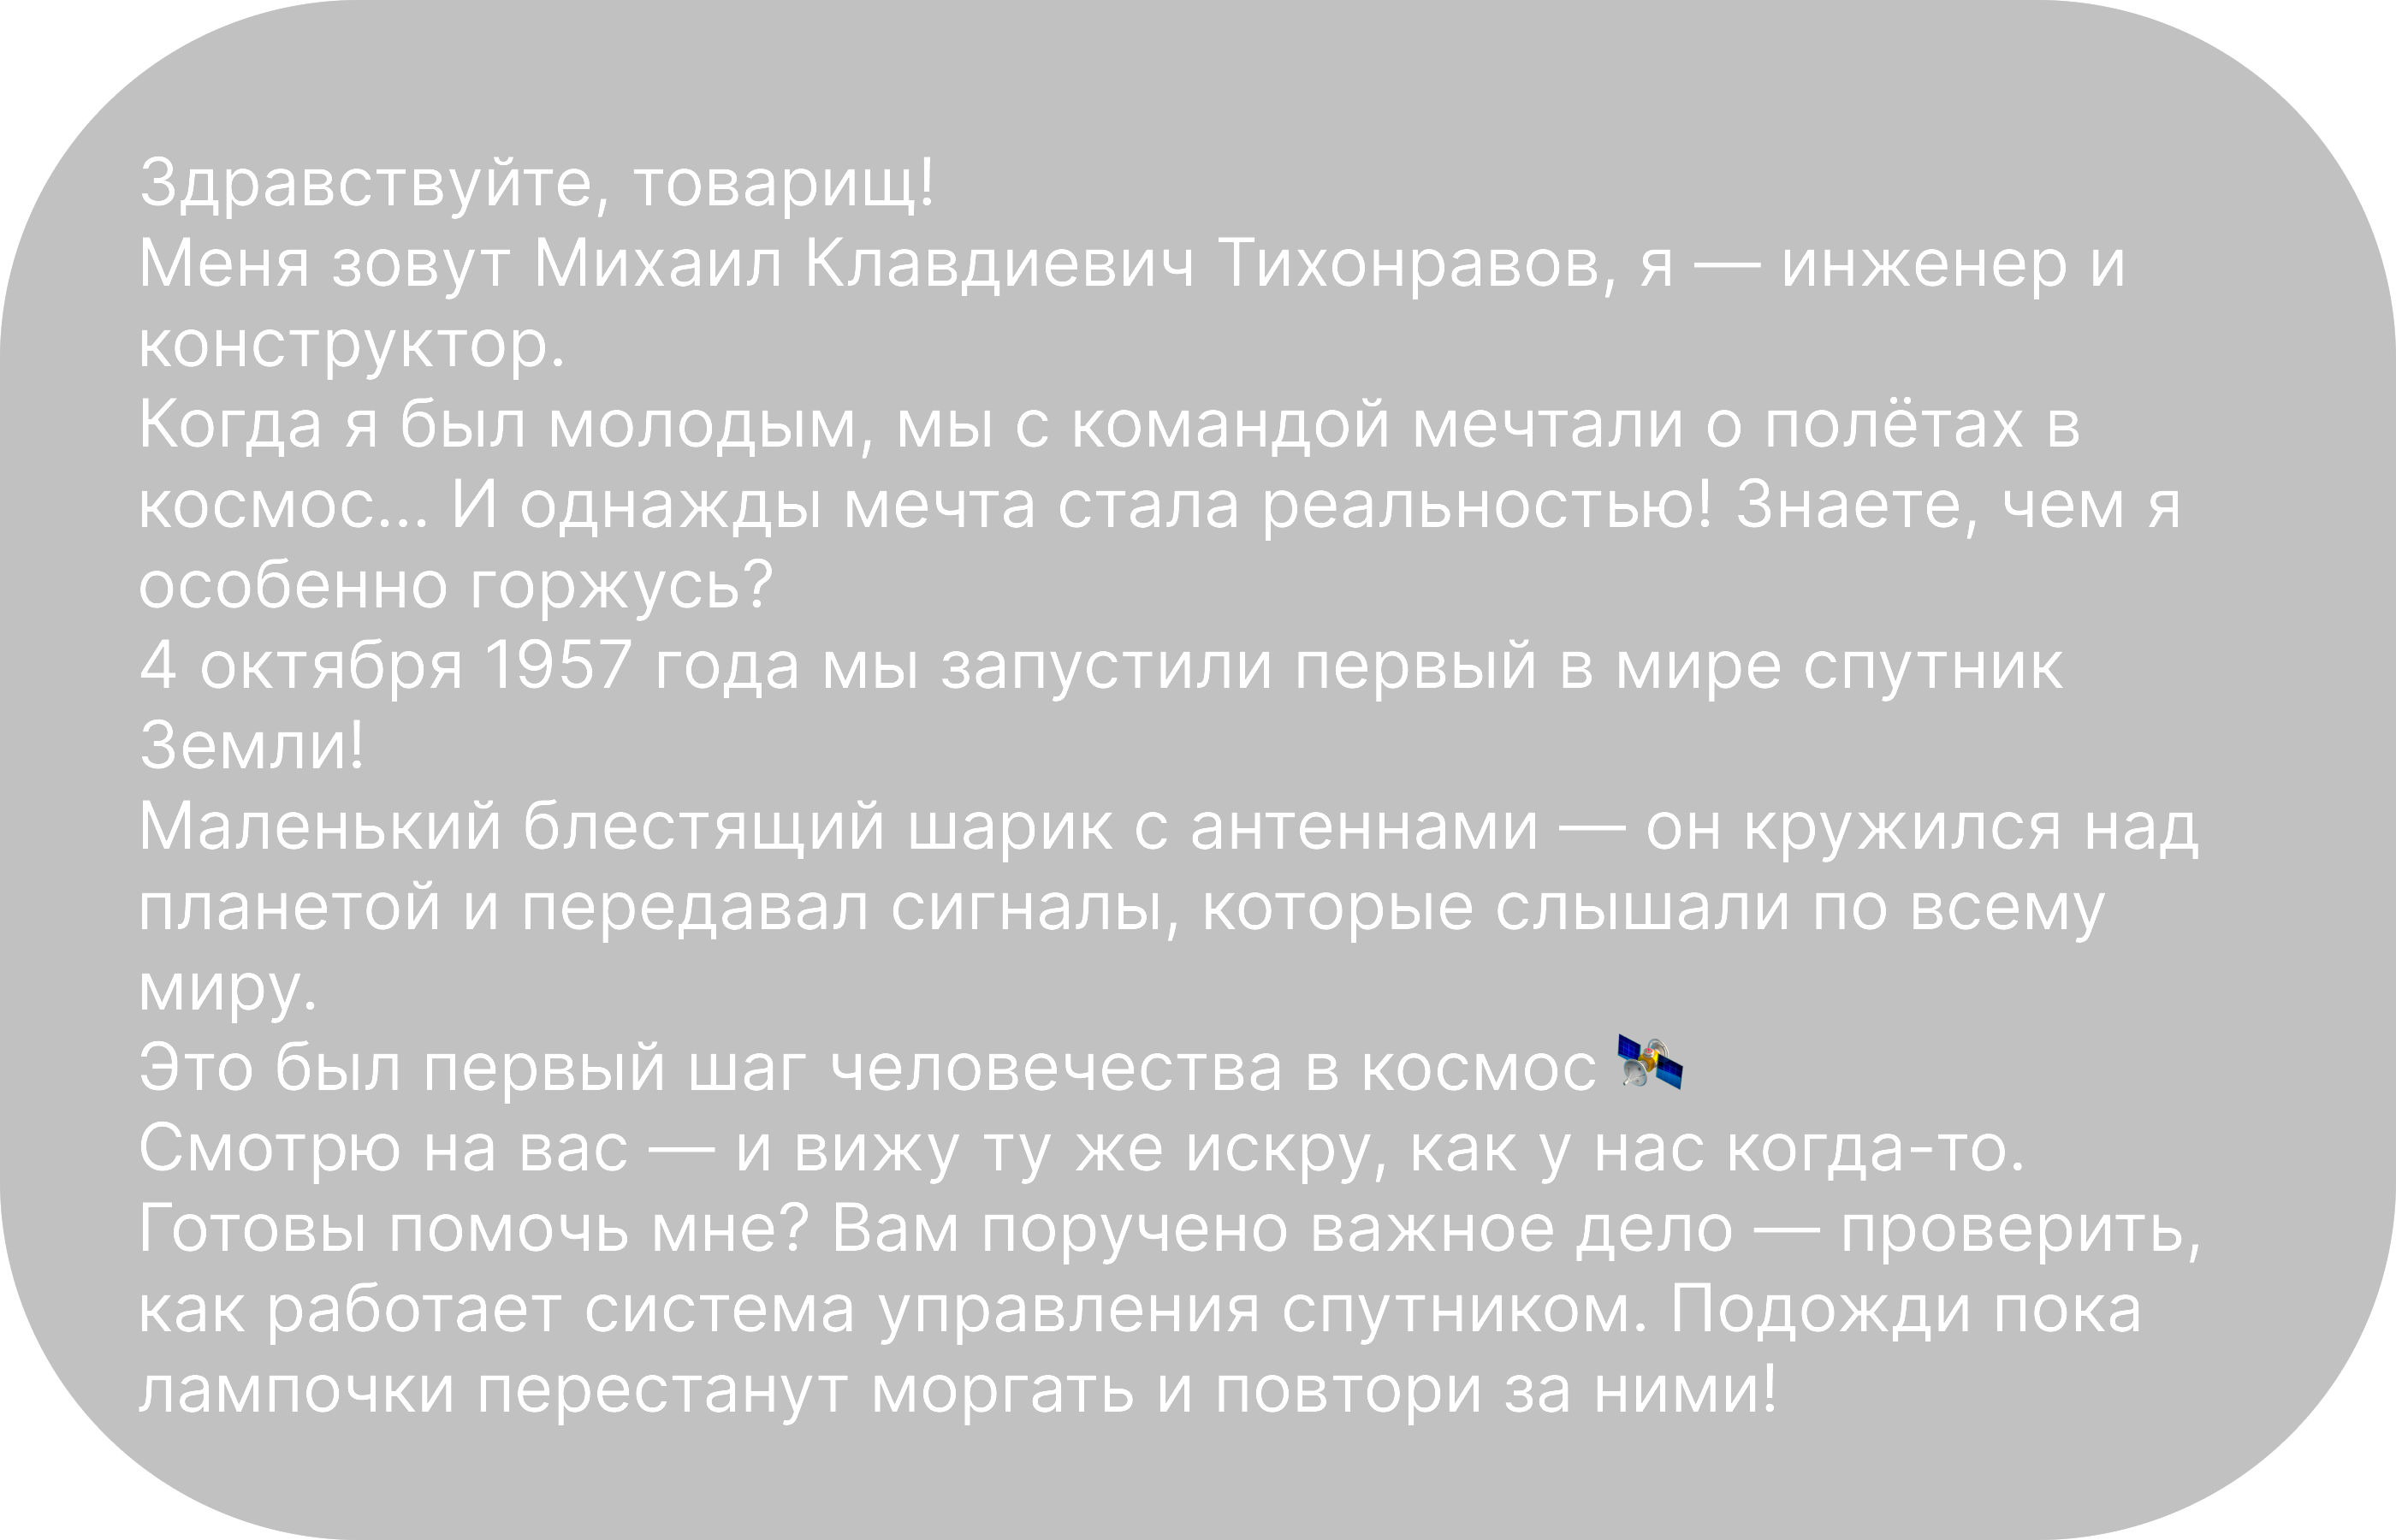 Здравствуйте, товарищ!
Меня зовут Михаил Клавдиевич Тихонравов, я — инженер и
конструктор.
Когда я был молодым, мы с командой мечтали о полётах в
космос... И однажды мечта стала реальностью! Знаете, чем я
особенно горжусь?
4 октября 1957 года мы запустили первый в мире спутник
Земли!
Маленький блестящий шарик с антеннами — он кружился над
планетой и передавал сигналы, которые слышали по всему
миру.
Это был первый шаг человечества в космос 🛰️
Смотрю на вас — и вижу ту же искру, как у нас когда-то.
Готовы помочь мне? Вам поручено важное дело — проверить,
как работает система управления спутником. Подожди пока
лампочки перестанут моргать и повтори за ними!